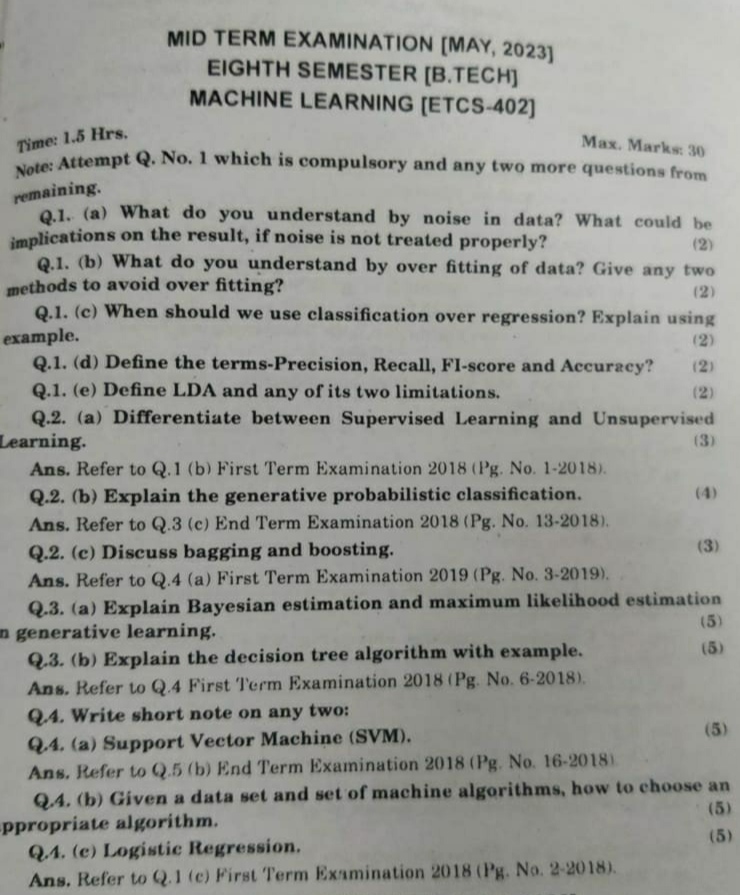 MID TERM EXAMINATION [MAY, 2023]
EIGHTH SEMESTER [B.TECH]
MACHINE LEARNING [ETCS-402]
Time: 1.5 Hrs. Max. Marks: 30
Note: Attempt Q. No. 1 which is compulsory and any two more questions from
remaining.
Q.1. (a) What do you understand by noise in data? What could be
implications on the result, if noise is not treated properly? (2)
Q.1. (b) What do you understand by over fitting of data? Give any two
methods to avoid over fitting? (2)
Q.1. (c) When should we use classification over regression? Explain using
example. (2)
Q.1. (d) Define the terms-Precision, Recall, FI-score and Accuracy? (2)
Q.1. (e) Define LDA and any of its two limitations. (2)
Q.2. (a) Differentiate between Supervised Learning and Unsupervised
Learning. (3)
Ans. Refer to Q.1 (b) First Term Examination 2018 (Pg. No. 1-2018).
Q.2. (b) Explain the generative probabilistic classification. (4)
Ans. Refer to Q.3 (c) End Term Examination 2018 (Pg. No. 13-2018).
Q.2. (c) Discuss bagging and boosting. (3)
Ans. Refer to Q.4 (a) First Term Examination 2019 (Pg. No. 3-2019).
Q.3. (a) Explain Bayesian estimation and maximum likelihood estimation
n generative learning. (5)
Q.3. (b) Explain the decision tree algorithm with example. (5)
Ans. Refer to Q.4 First Term Examination 2018 (Pg. No. 6-2018).
Q.4. Write short note on any two:
Q.4. (a) Support Vector Machine (SVM). (5)
Ans. Refer to Q.5 (b) End Term Examination 2018 (Pg. No. 16-2018)
Q.4. (b) Given a data set and set of machine algorithms, how to choose an
ppropriate algorithm. (5)
Q.4. (c) Logistic Regression. (5)
Ans. Refer to Q.1 (c) First Term Examination 2018 (Pg. No. 2-2018).